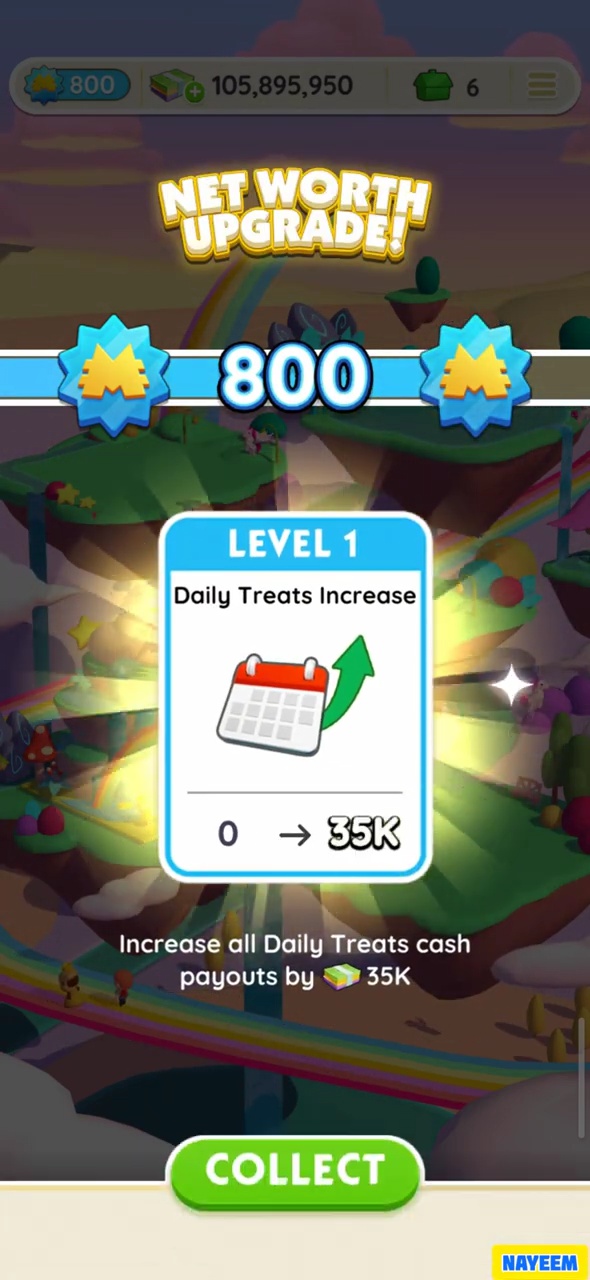 800
105,895,950
6
NET WORTH
UPGRADE!
800
LEVEL 1
Daily Treats Increase
0 → 35K
Increase all Daily Treats cash
payouts by 35K
COLLECT
NAYEEM